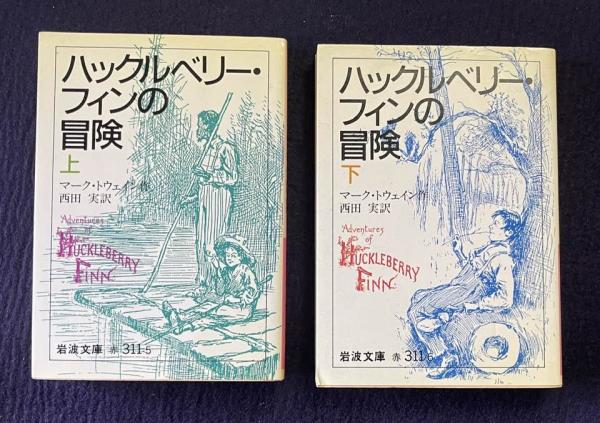 ハックルベリー・
フィンの
冒険
上
マーク・トウェイン作
西田 実訳
Adventures
of
HUCKLEBERRY
FINN
岩波文庫 赤 311-5
ハックルベリー・
フィンの
冒険
下
マーク・トウェイン作
西田 実訳
Adventures
of
HUCKLEBERRY
FINN
岩波文庫 赤 311-6